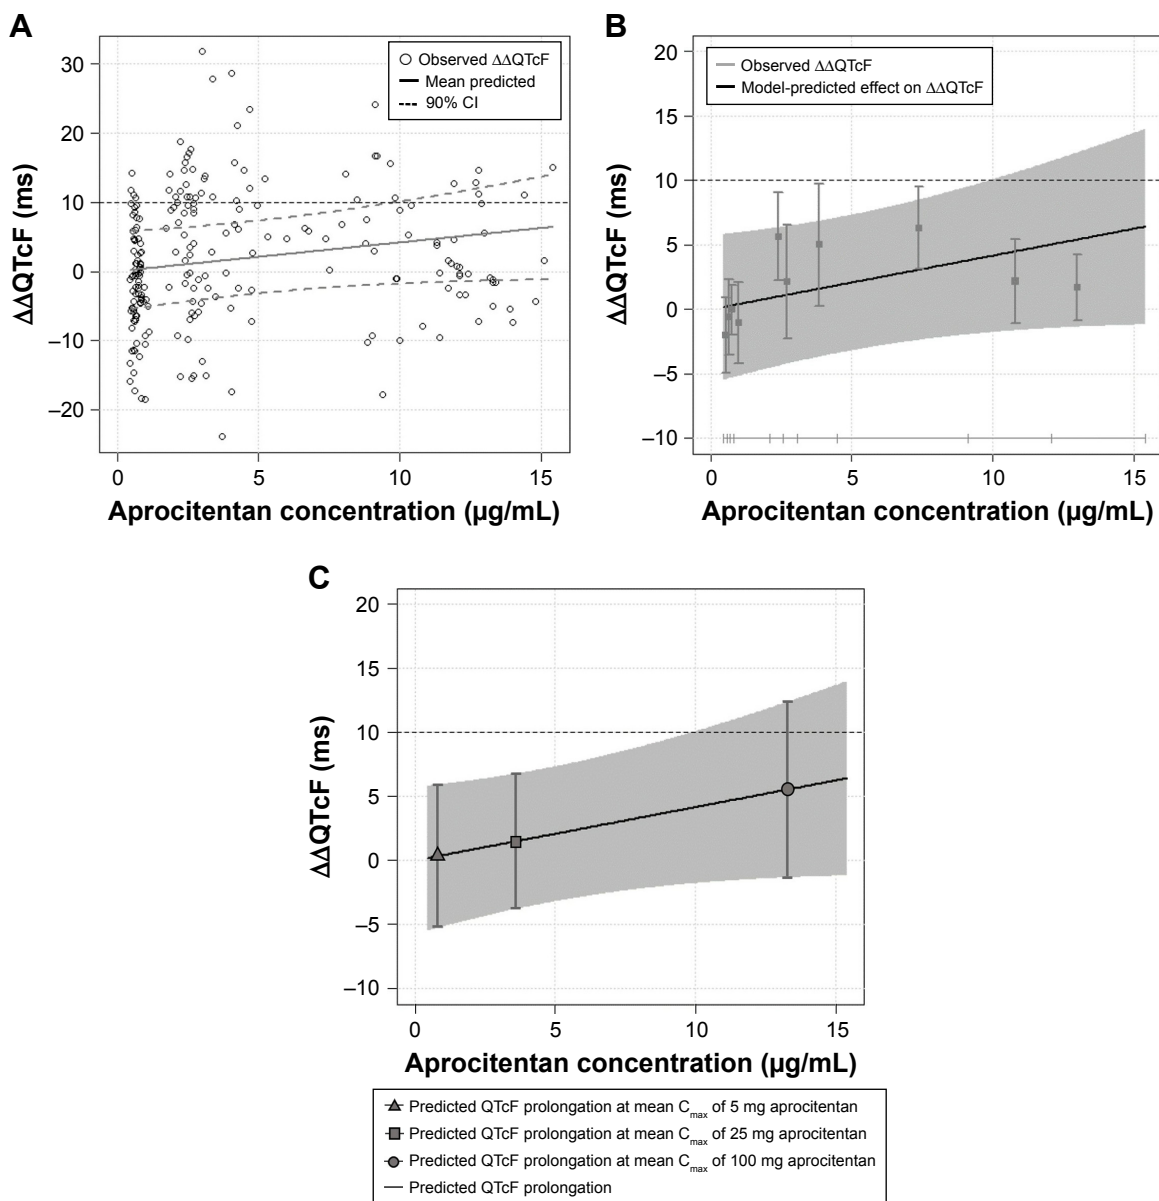 A
Observed ΔΔQTcF
Mean predicted
90% CI
30
20
10
0
–10
–20
ΔΔQTcF (ms)
0 5 10 15
Aprocitentan concentration (µg/mL)
B
Observed ΔΔQTcF
Model-predicted effect on ΔΔQTcF
20
15
10
5
0
–5
–10
ΔΔQTcF (ms)
0 5 10 15
Aprocitentan concentration (µg/mL)
C
20
15
10
5
0
–5
–10
ΔΔQTcF (ms)
0 5 10 15
Aprocitentan concentration (µg/mL)
Predicted QTcF prolongation at mean Cmax of 5 mg aprocitentan
Predicted QTcF prolongation at mean Cmax of 25 mg aprocitentan
Predicted QTcF prolongation at mean Cmax of 100 mg aprocitentan
Predicted QTcF prolongation